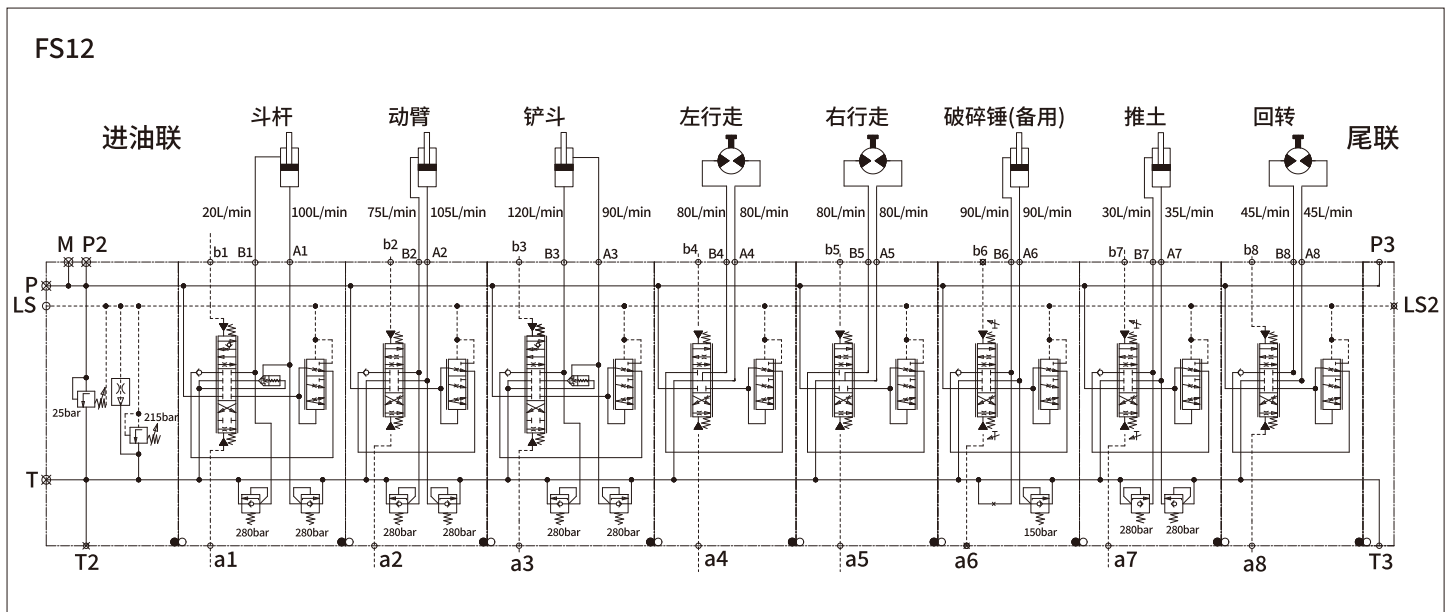 FS12
斗杆 动臂 铲斗 左行走 右行走 破碎锤(备用) 推土 回转
进油联 尾联
20L/min 100L/min 75L/min 105L/min 120L/min 90L/min 80L/min 80L/min 80L/min 80L/min 90L/min 90L/min 30L/min 35L/min 45L/min 45L/min
M P2 b1 B1 A1 b2 B2 A2 b3 B3 A3 b4 B4 A4 b5 B5 A5 b6 B6 A6 b7 B7 A7 b8 B8 A8 P3
P
LS LS2
25bar 215bar
T
280bar 280bar 280bar 280bar 280bar 280bar 150bar 280bar 280bar
T2 a1 a2 a3 a4 a5 a6 a7 a8 T3